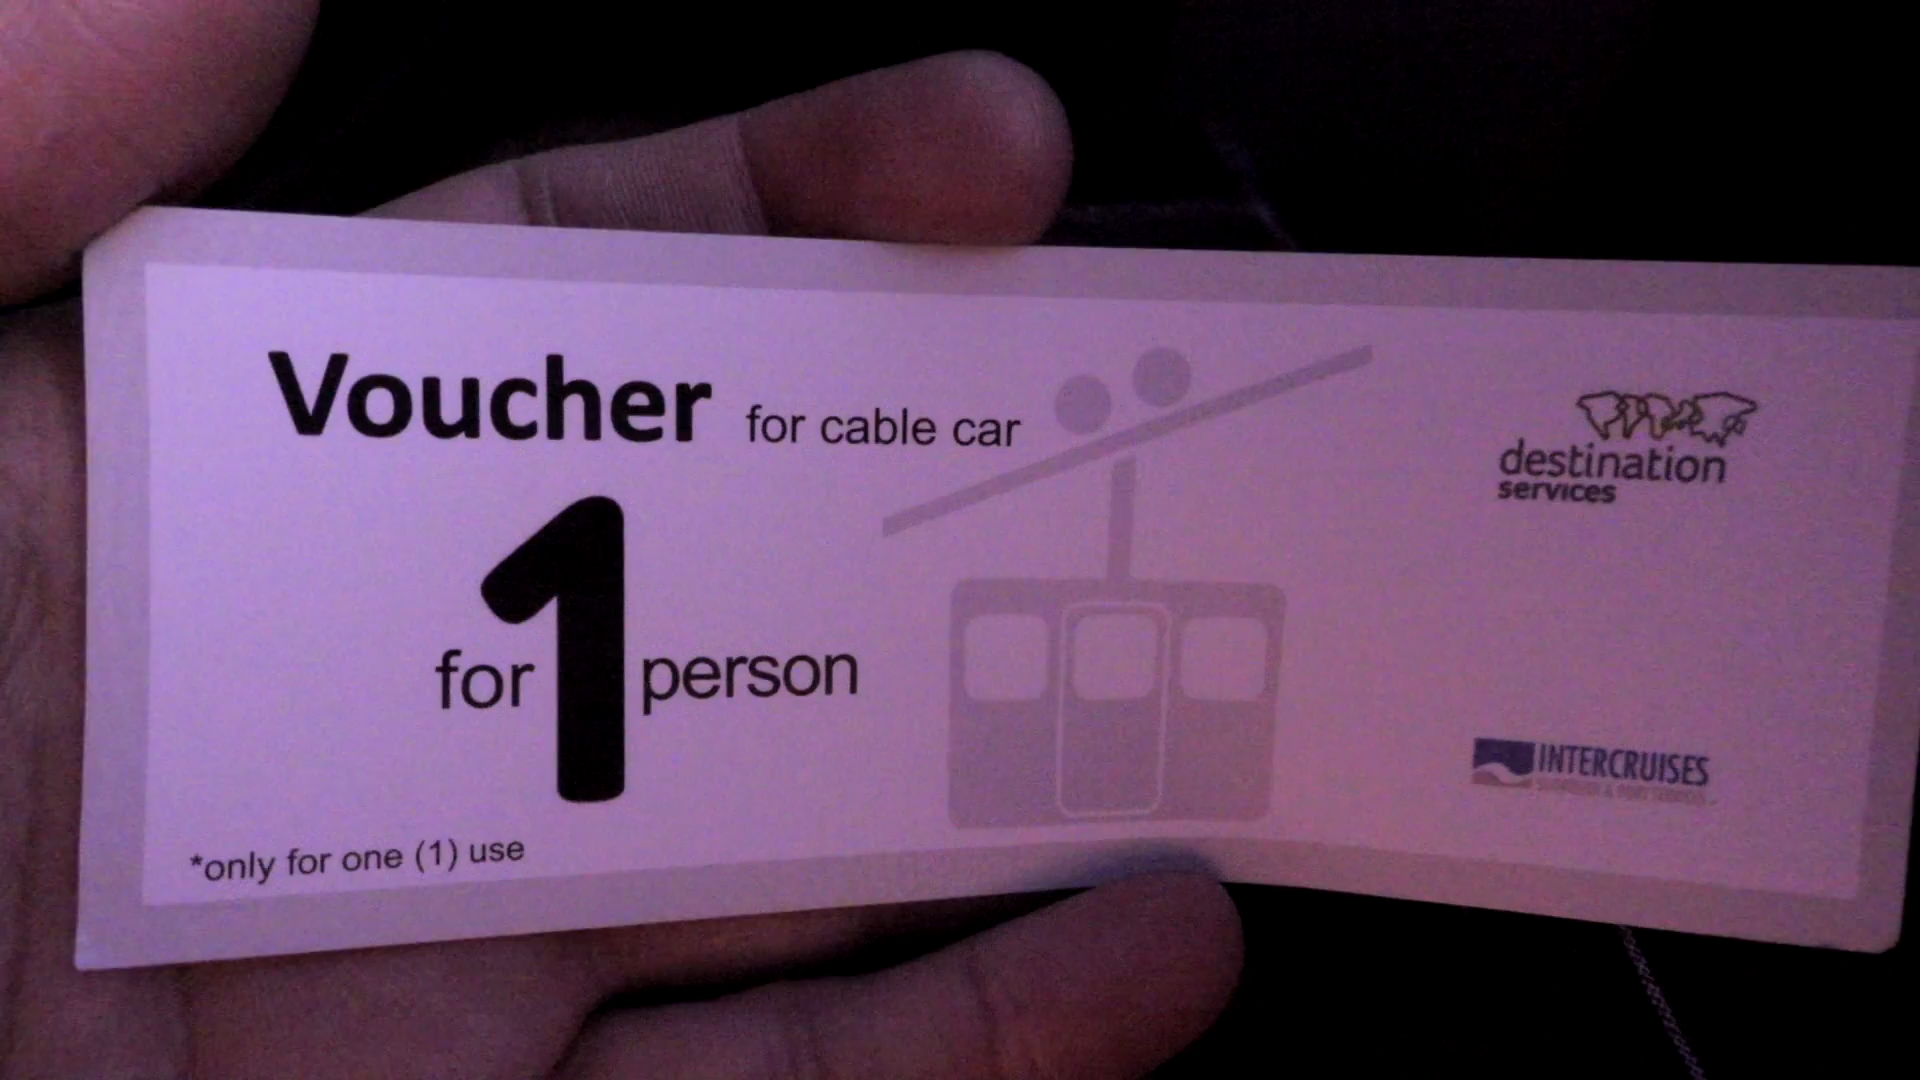 Voucher for cable car
for 1 person
*only for one (1) use
destination
services
INTERCRUISES